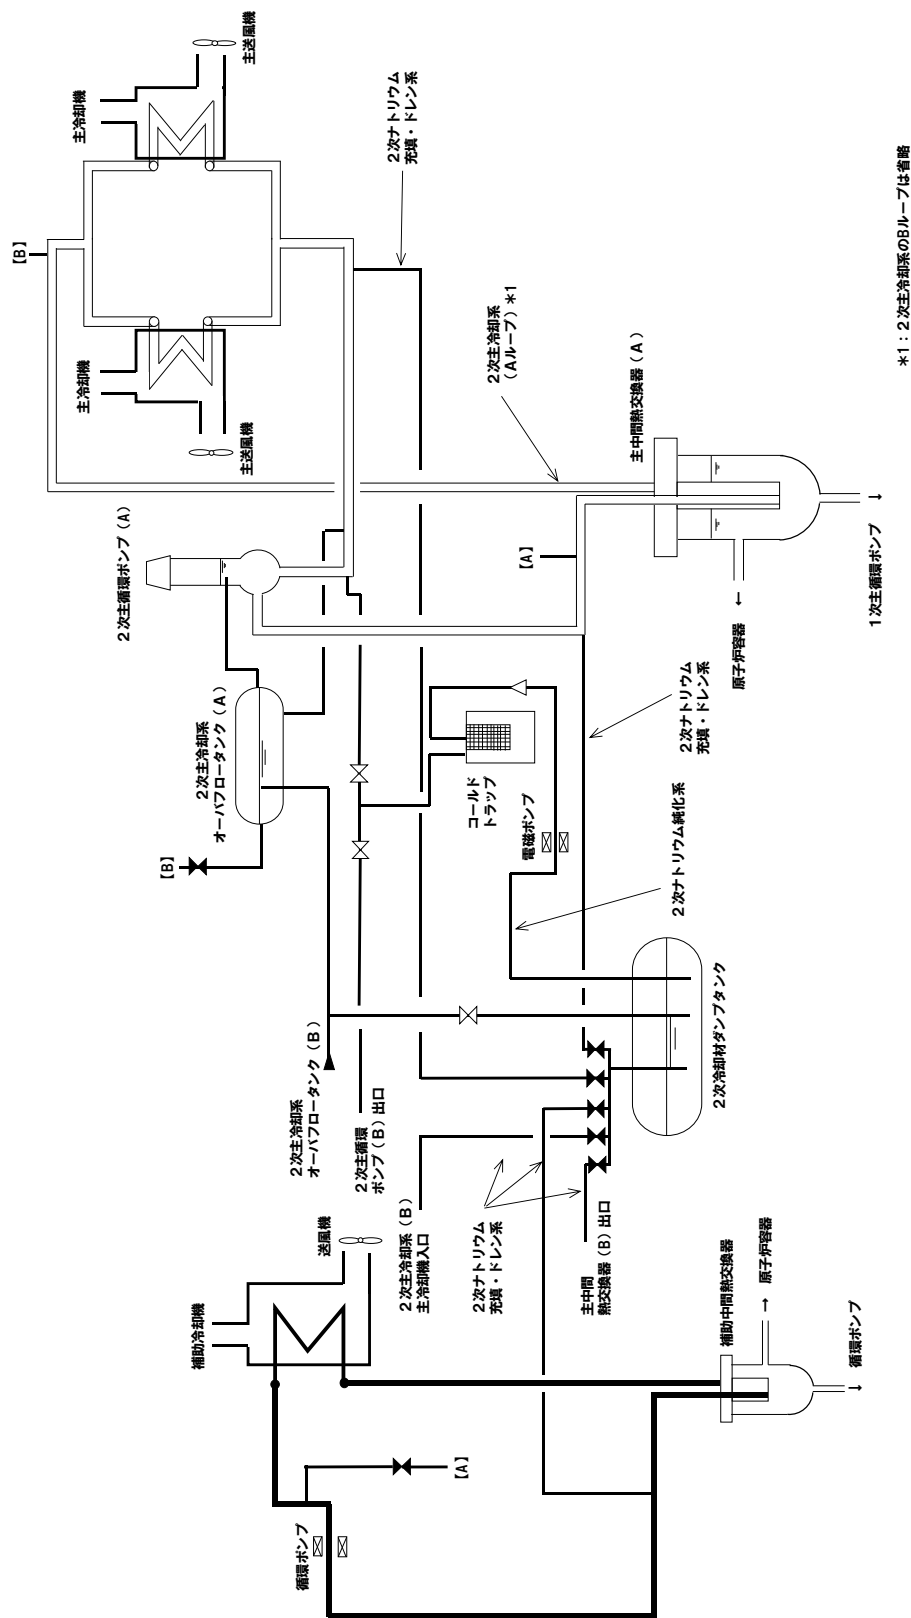 補助冷却機
送風機
循環ポンプ
【A】
補助中間熱交換器
→ 原子炉容器
→
循環ポンプ
2次主冷却系
オーバフロータンク(B)
2次主循環
ポンプ(B)出口
2次主冷却系(B)
主冷却機入口
2次ナトリウム
充填・ドレン系
主中間
熱交換器(B)出口
2次冷却材ダンプタンク
2次ナトリウム純化系
【B】
2次主冷却系
オーバフロータンク(A)
コールド
トラップ
電磁ポンプ
2次ナトリウム
充填・ドレン系
2次主循環ポンプ(A)
【A】
原子炉容器 ←
1次主循環ポンプ →
主中間熱交換器(A)
2次主冷却系
(Aループ)*1
主送風機
主冷却機
【B】
主冷却機
主送風機
2次ナトリウム
充填・ドレン系
*1:2次主冷却系のBループは省略